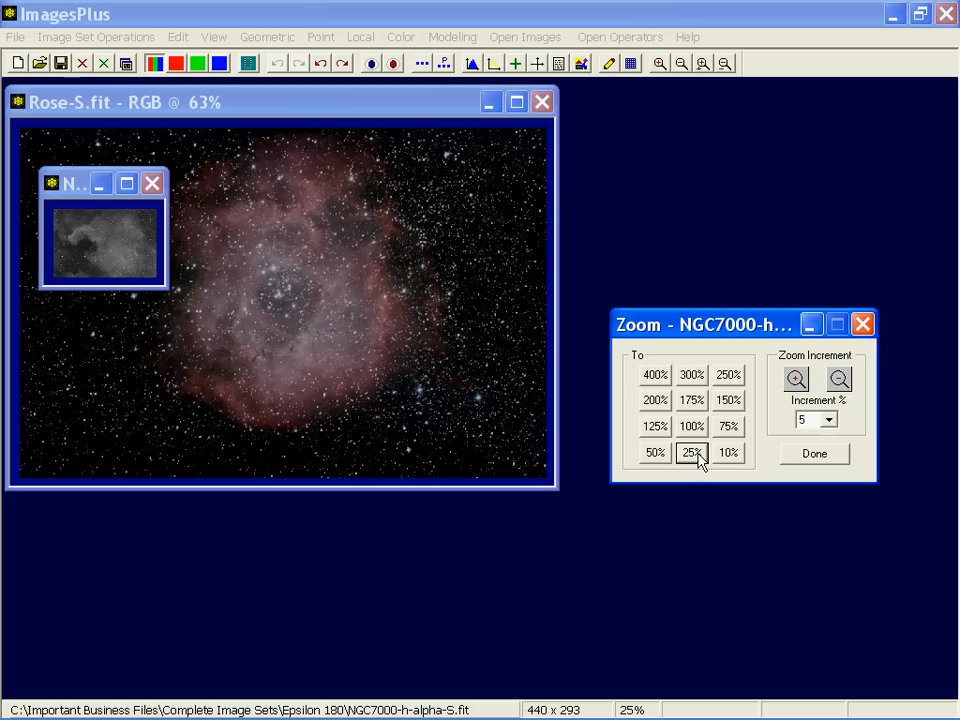 ImagesPlus
File Image Set Operations Edit View Geometric Point Local Color Modeling Open Images Open Operators Help
Rose-S.fit - RGB @ 63%
N..
Zoom - NGC7000-h...
To
Zoom Increment
400% 300% 250%
200% 175% 150%
Increment %
125% 100% 75%
5
50% 25% 10%
Done
C:\Important Business Files\Complete Image Sets\Epsilon 180\NGC7000-h-alpha-S.fit 440 x 293 25%